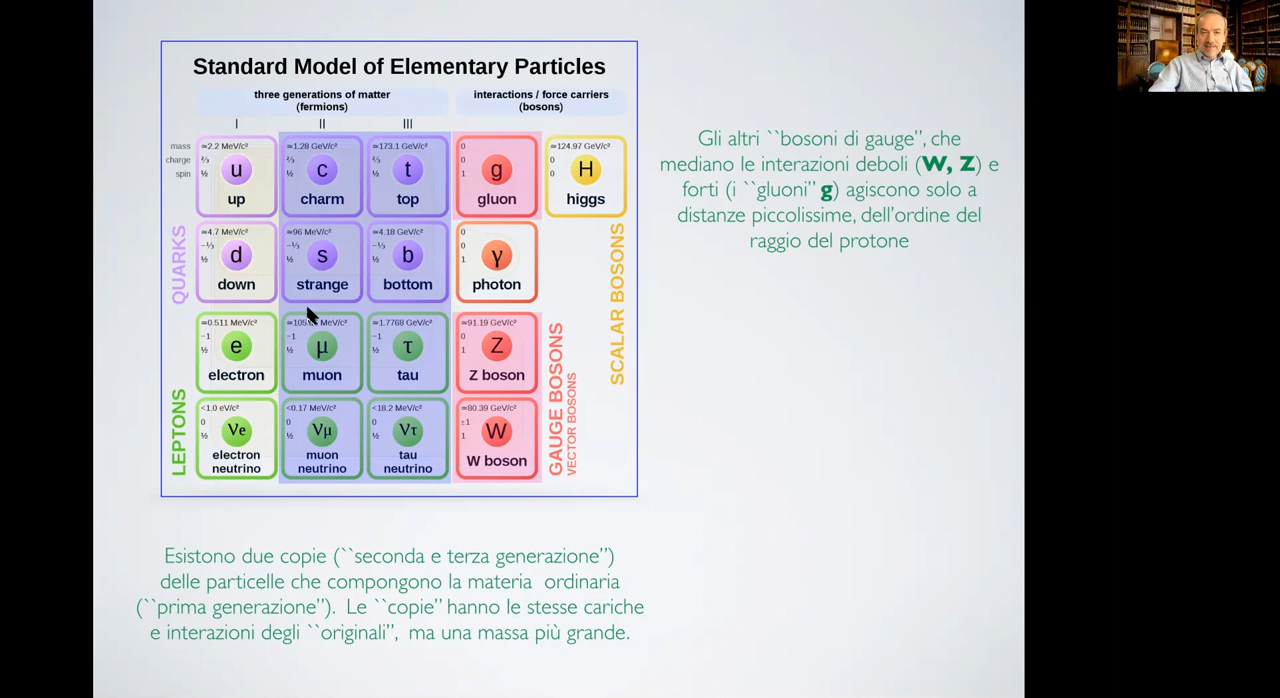 Standard Model of Elementary Particles
three generations of matter
(fermions)
interactions / force carriers
(bosons)
I II III
mass
charge
spin
≃2.2 MeV/c²
⅔
½
u
up
≃1.28 GeV/c²
⅔
½
c
charm
≃173.1 GeV/c²
⅔
½
t
top
0
0
1
g
gluon
≃124.97 GeV/c²
0
0
H
higgs
QUARKS
≃4.7 MeV/c²
−⅓
½
d
down
≃96 MeV/c²
−⅓
½
s
strange
≃4.18 GeV/c²
−⅓
½
b
bottom
0
0
1
γ
photon
SCALAR BOSONS
LEPTONS
≃0.511 MeV/c²
−1
½
e
electron
MeV/c²
−1
½
μ
muon
≃1.7768 GeV/c²
−1
½
τ
tau
≃91.19 GeV/c²
0
1
Z
Z boson
GAUGE BOSONS
VECTOR BOSONS
<1.0 eV/c²
0
½
νe
electron
neutrino
<0.17 MeV/c²
0
½
νμ
muon
neutrino
<18.2 MeV/c²
0
½
ντ
tau
neutrino
≃80.39 GeV/c²
±1
1
W
W boson
Gli altri ``bosoni di gauge'', che
mediano le interazioni deboli (W, Z) e
forti (i ``gluoni'' g) agiscono solo a
distanze piccolissime, dell'ordine del
raggio del protone
Esistono due copie (``seconda e terza generazione'')
delle particelle che compongono la materia ordinaria
(``prima generazione''). Le ``copie'' hanno le stesse cariche
e interazioni degli ``originali'', ma una massa più grande.